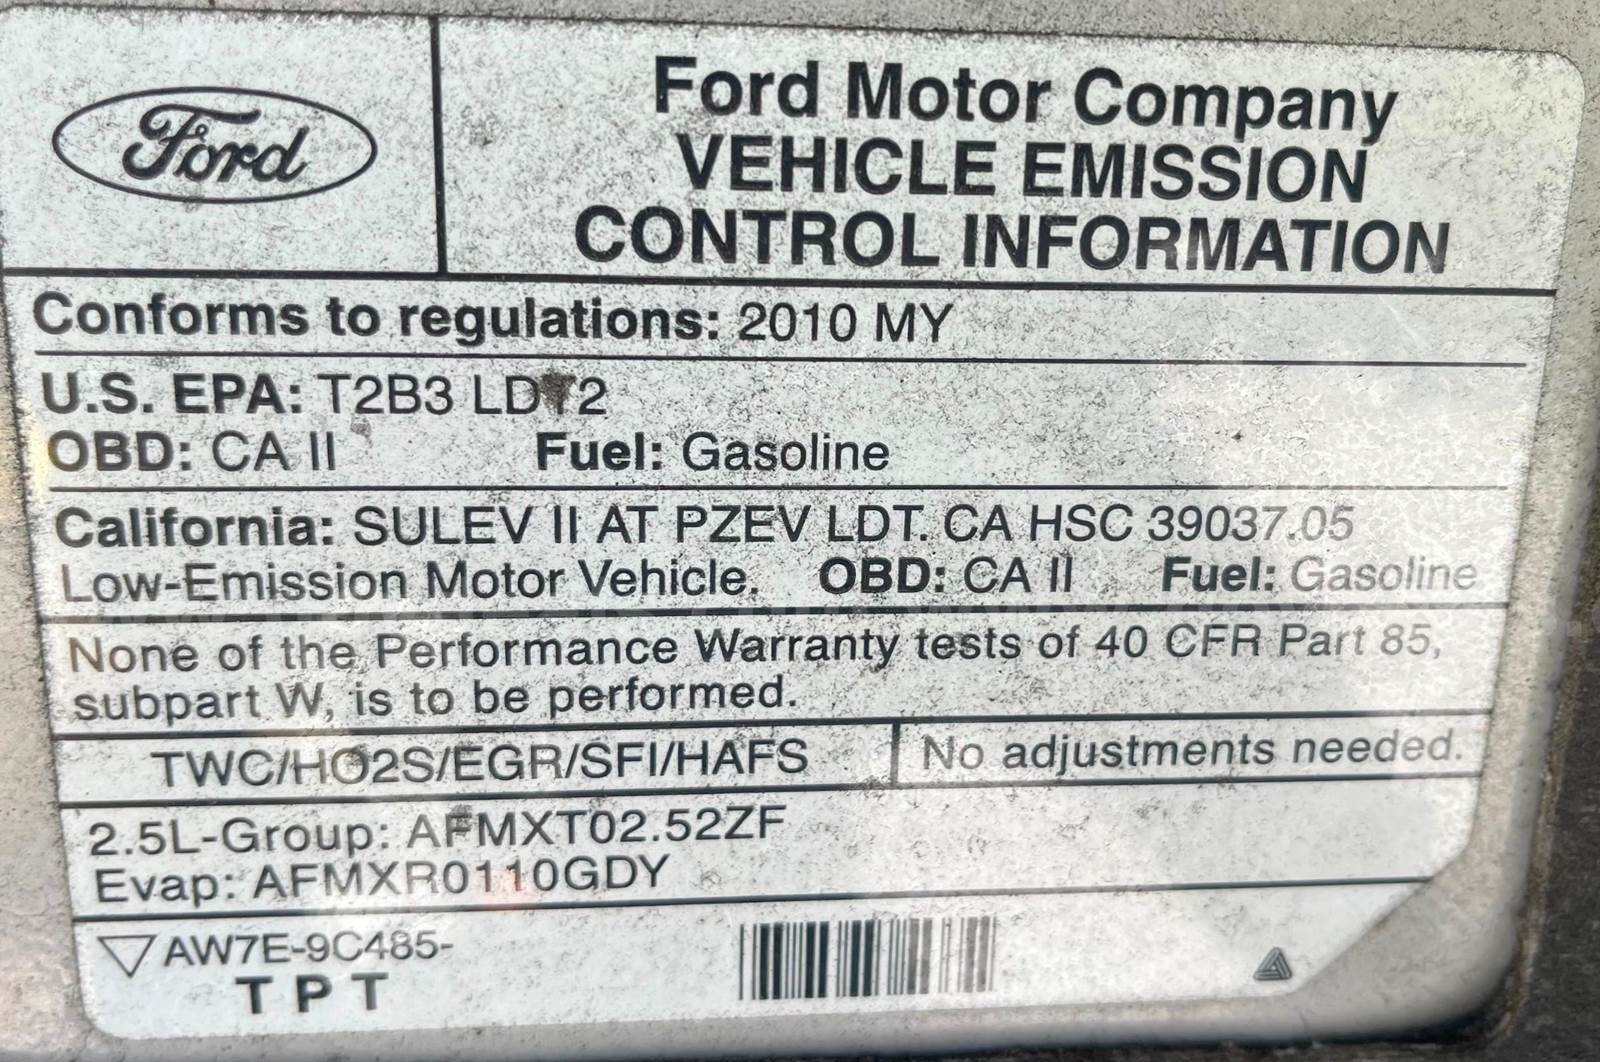 Ford
Ford Motor Company
VEHICLE EMISSION
CONTROL INFORMATION
Conforms to regulations: 2010 MY
U.S. EPA: T2B3 LDT2
OBD: CA II Fuel: Gasoline
California: SULEV II AT PZEV LDT. CA HSC 39037.05
Low-Emission Motor Vehicle. OBD: CA II Fuel: Gasoline
None of the Performance Warranty tests of 40 CFR Part 85,
subpart W, is to be performed.
TWC/HO2S/EGR/SFI/HAFS No adjustments needed.
2.5L-Group: AFMXT02.52ZF
Evap: AFMXR0110GDY
AW7E-9C485-
T P T